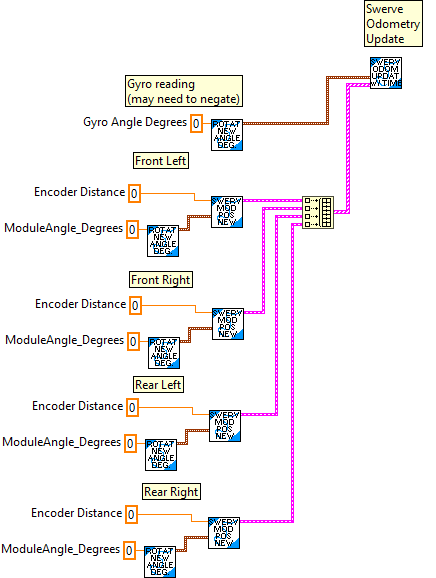 Swerve
Odometry
Update
SWERV
ODOM
UPDAT
W/TIME
Gyro reading
(may need to negate)
Gyro Angle Degrees
0
ROTAT
NEW
ANGLE
DEG
Front Left
Encoder Distance
0
SWERV
MOD
POS
NEW
ModuleAngle_Degrees
0
ROTAT
NEW
ANGLE
DEG
Front Right
Encoder Distance
0
SWERV
MOD
POS
NEW
ModuleAngle_Degrees
0
ROTAT
NEW
ANGLE
DEG
Rear Left
Encoder Distance
0
SWERV
MOD
POS
NEW
ModuleAngle_Degrees
0
ROTAT
NEW
ANGLE
DEG
Rear Right
Encoder Distance
0
SWERV
MOD
POS
NEW
ModuleAngle_Degrees
0
ROTAT
NEW
ANGLE
DEG